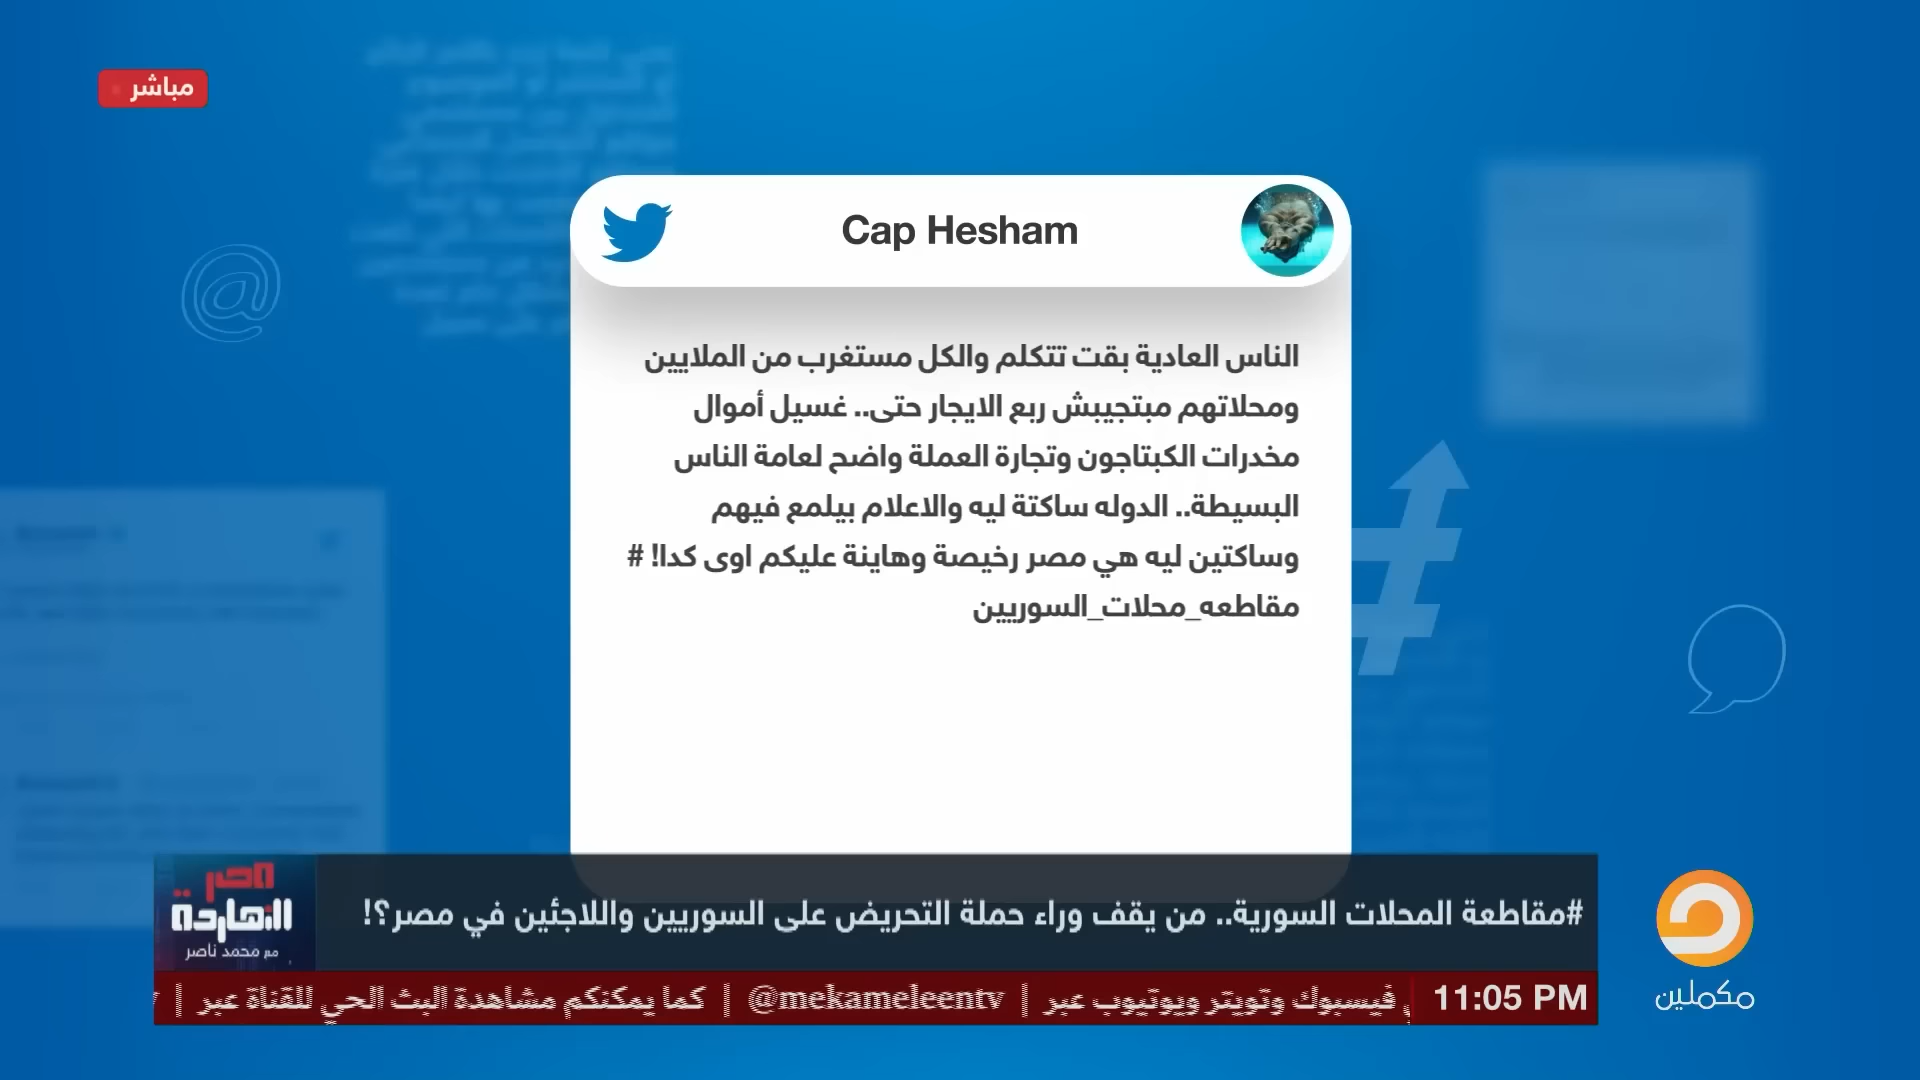 مباشر
Cap Hesham
الناس العادية بقت تتكلم والكل مستغرب من الملايين
ومحلاتهم مبتجيبش ربع الايجار حتى.. غسيل أموال
مخدرات الكبتاجون وتجارة العملة واضح لعامة الناس
البسيطة.. الدوله ساكتة ليه والاعلام بيلمع فيهم
وساكتين ليه هي مصر رخيصة وهاينة عليكم اوى كدا! #
مقاطعه_محلات_السوريين
#مقاطعة المحلات السورية.. من يقف وراء حملة التحريض على السوريين واللاجئين في مصر؟!
مصر
النهاردة
مع محمد ناصر
11:05 PM
فيسبوك وتويتر ويوتيوب عبر | @mekameleentv | كما يمكنكم مشاهدة البث الحي للقناة عبر |
مكملين